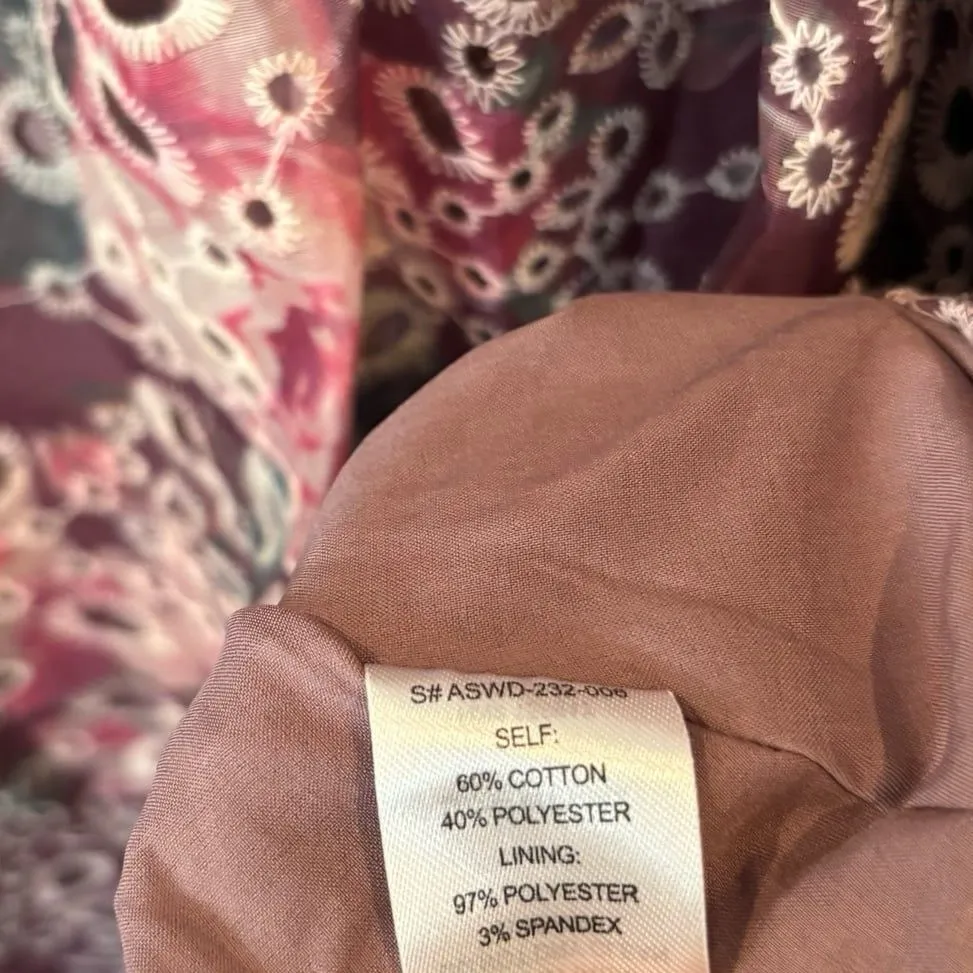 S# ASWD-232-006
SELF:
60% COTTON
40% POLYESTER
LINING:
97% POLYESTER
3% SPANDEX